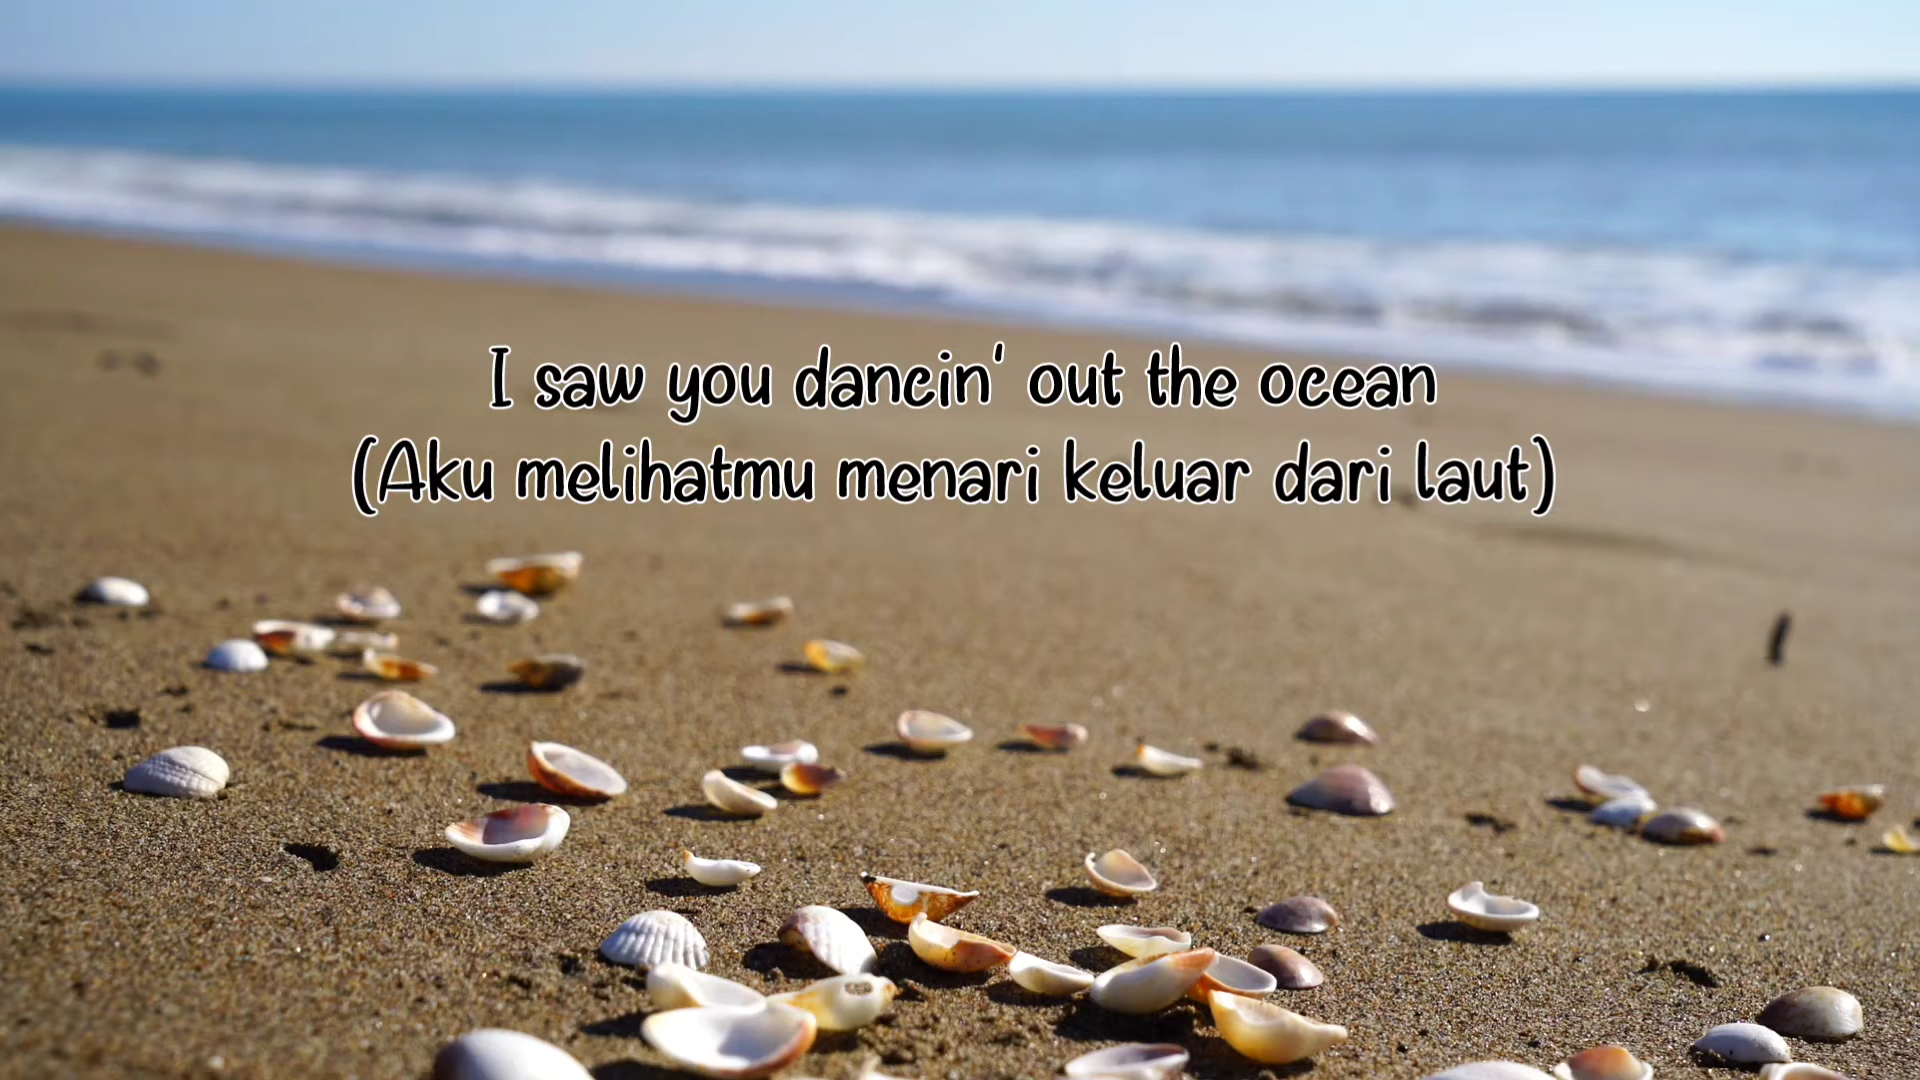 I saw you dancin' out the ocean
(Aku melihatmu menari keluar dari laut)